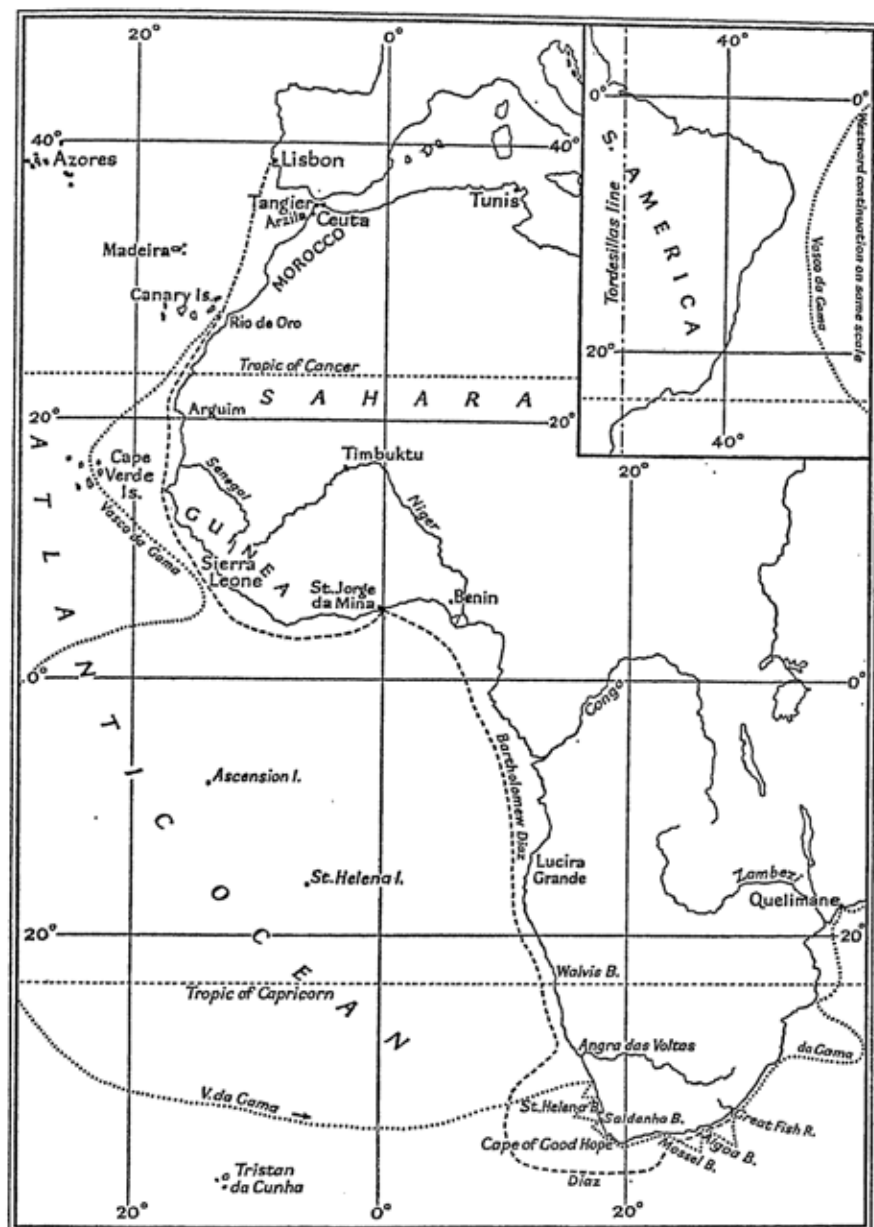 20°
0°
40°
0°
0°
Westward continuation on same scale
S. AMERICA
Tordesillas line
Vasco da Gama
20°
20°
40°
40°
40°
Azores
Lisbon
Tangier
Arzila
Ceuta
Tunis
MOROCCO
Madeira
Canary Is.
Rio de Oro
Tropic of Cancer
SAHARA
20°
Arguim
20°
20°
Cape
Verde
Is.
Timbuktu
Senegal
Niger
GUINEA
Vasco da Gama
Sierra
Leone
St. Jorge
da Mina
Benin
ATLANTIC OCEAN
0°
0°
Congo
Bartholomew Diaz
Ascension I.
St. Helena I.
Lucira
Grande
Zambezi
Quelimane
20°
20°
Walvis B.
Tropic of Capricorn
Angra das Voltas
da Gama
V. da Gama
St. Helena B.
Saldanha B.
Great Fish R.
Cape of Good Hope
Algoa B.
Mossel B.
Diaz
Tristan
da Cunha
20°
0°
20°